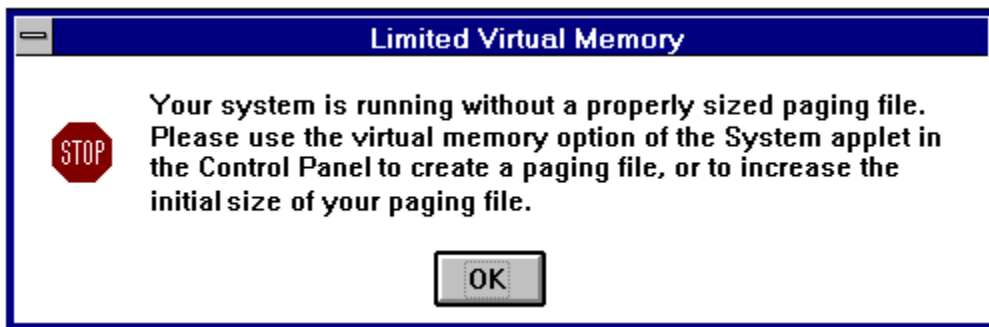 Limited Virtual Memory
Your system is running without a properly sized paging file.
Please use the virtual memory option of the System applet in
the Control Panel to create a paging file, or to increase the
initial size of your paging file.
STOP
OK